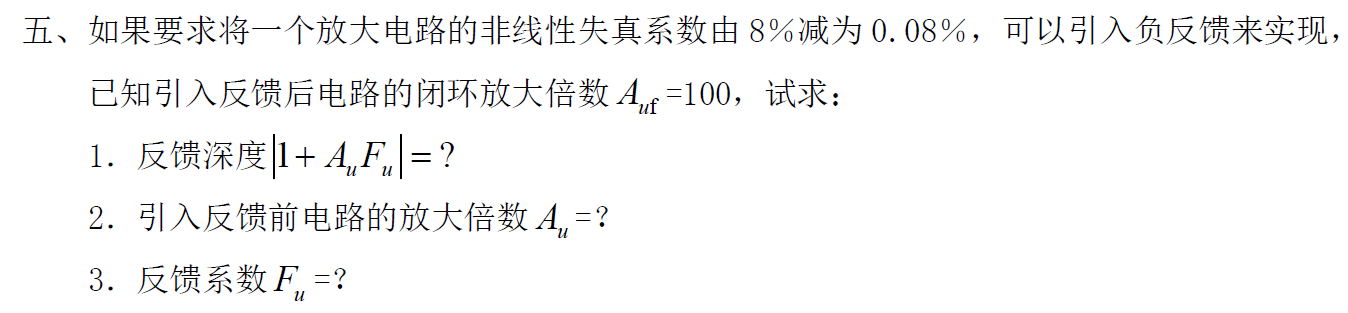 五、如果要求将一个放大电路的非线性失真系数由 8％减为 0.08％，可以引入负反馈来实现，
已知引入反馈后电路的闭环放大倍数 A_{uf} =100，试求：
1．反馈深度|1+ A_uF_u|=？
2．引入反馈前电路的放大倍数 A_u =？
3．反馈系数 F_u =？